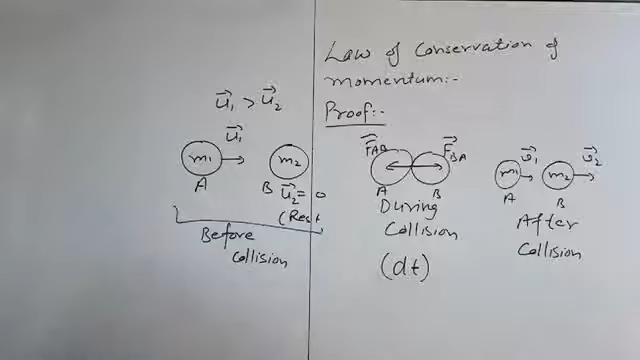 Law of Conservation of
momentum:-
Proof:-
u⃗₁ > u⃗₂
u⃗₁
m₁
m₂
A
B u⃗₂ = 0
(Rest
Before
Collision
F⃗AB
F⃗BA
A
B
During
Collision
(dt)
v⃗₁
v⃗₂
m₁
m₂
A
B
After
Collision